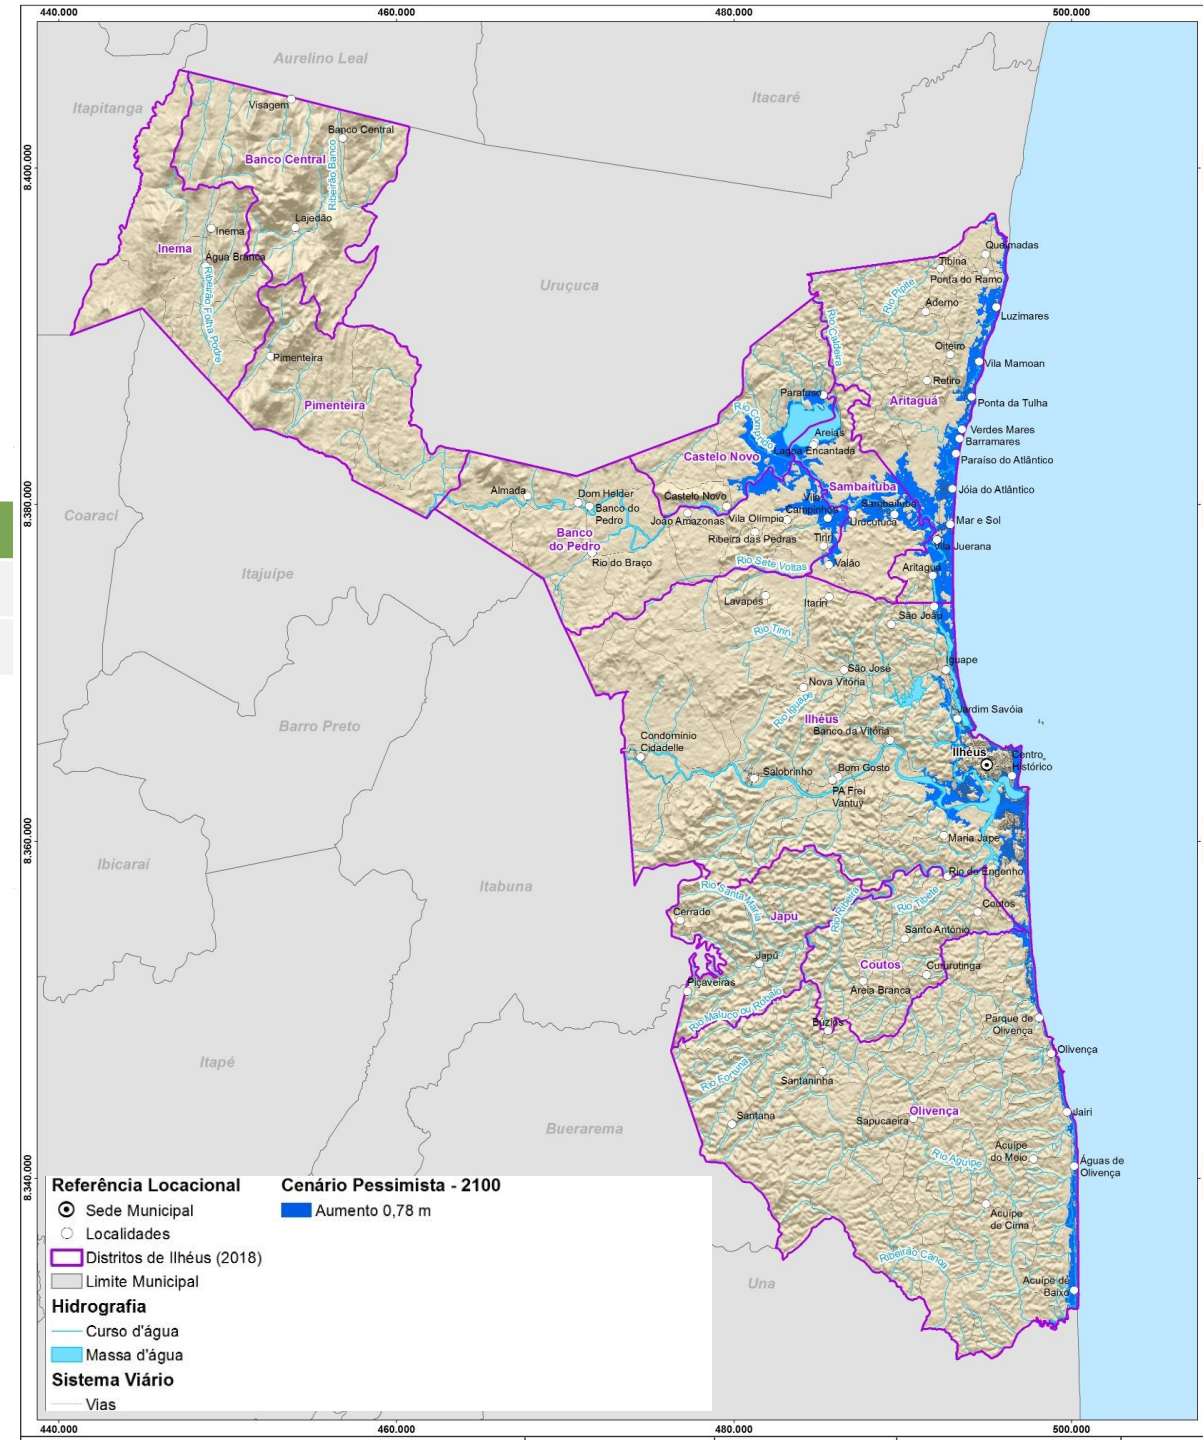 440.000
460.000
480.000
500.000
Aurelino Leal
Itapitanga
Itacaré
Visagem
Banco Central
Banco Central
Ribeirão Banco
8.400.000
Lajedão
Inema
Inema
Água Branca
Ribeirão Folha Podre
Uruçuca
Queimadas
Tibina
Ponta do Ramo
Rio Pipite
Aderno
Luzimares
Rio Caldeira
Oiteiro
Vila Mamoan
Pimenteira
Retiro
Pimenteira
Parafuso
Aritaguá
Ponta da Tulha
Rio Comprido
Verdes Mares
Areias
Barramares
Lagoa Encantada
Castelo Novo
Paraíso do Atlântico
8.380.000
Sambaituba
Almada
Dom Helder
Castelo Novo
Vila
Campinhos
Sambaituba
Jóia do Atlântico
Banco do
Pedro
João Amazonas
Vila Olímpio
Urucutuca
Mar e Sol
Coaraci
Banco
do Pedro
Ribeira das Pedras
Tiriri
Vila Juerana
Rio do Braço
Rio Sete Voltas
Valão
Aritaguá
Itajuípe
Lavapés
Itariri
São João
Rio Tiriri
São José
Iguape
Nova Vitória
Rio Iguape
Ilhéus
Jardim Savóia
Barro Preto
Banco da Vitória
Condomínio
Cidadelle
Ilhéus
Centro
Histórico
Salobrinho
Bom Gosto
PA Frei
Vantuy
8.360.000
Maria Jape
Ibicaraí
Itabuna
Rio do Engenho
Rio Santa Maria
Rio Ribeira
Rio Tibete
Cerrado
Japu
Coutos
Santo Antônio
Japú
Coutos
Cururutinga
Piçaveiras
Areia Branca
Rio Maluco ou Robalo
Búzios
Parque de
Olivença
Itapé
Olivença
Rio Fortuna
Santaninha
Buerarema
Santana
Sapucaeira
Olivença
Jairi
Rio Aguipe
Acuípe
do Meio
Águas de
Olivença
8.340.000
Acuípe
de Cima
Ribeirão Canoa
Una
Acuípe de
Baixo
Referência Locacional
Sede Municipal
Localidades
Distritos de Ilhéus (2018)
Limite Municipal
Hidrografia
Curso d'água
Massa d'água
Sistema Viário
Vias
Cenário Pessimista - 2100
Aumento 0,78 m
440.000
460.000
480.000
500.000